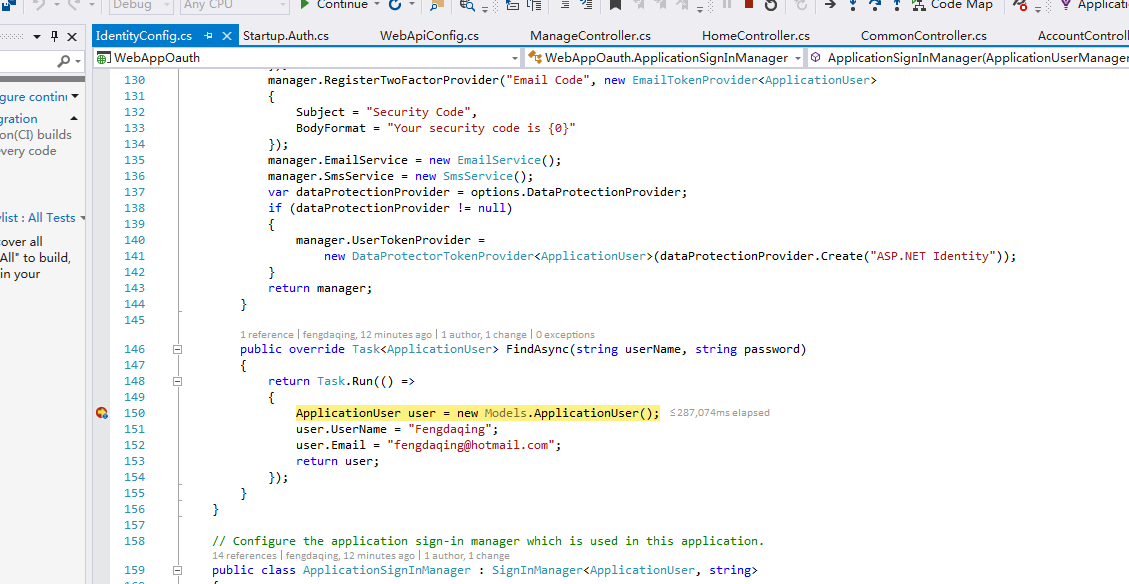 Debug Any CPU Continue Code Map Applicati
IdentityConfig.cs Startup.Auth.cs WebApiConfig.cs ManageController.cs HomeController.cs CommonController.cs AccountControll
WebAppOauth WebAppOauth.ApplicationSignInManager ApplicationSignInManager(ApplicationUserManager
gure continu
gration
on(CI) builds
very code
list : All Tests
cover all
All" to build,
in your
});
130 manager.RegisterTwoFactorProvider("Email Code", new EmailTokenProvider<ApplicationUser>
131 {
132 Subject = "Security Code",
133 BodyFormat = "Your security code is {0}"
134 });
135 manager.EmailService = new EmailService();
136 manager.SmsService = new SmsService();
137 var dataProtectionProvider = options.DataProtectionProvider;
138 if (dataProtectionProvider != null)
139 {
140 manager.UserTokenProvider =
141 new DataProtectorTokenProvider<ApplicationUser>(dataProtectionProvider.Create("ASP.NET Identity"));
142 }
143 return manager;
144 }
145
1 reference | fengdaqing, 12 minutes ago | 1 author, 1 change | 0 exceptions
146 public override Task<ApplicationUser> FindAsync(string userName, string password)
147 {
148 return Task.Run(() =>
149 {
150 ApplicationUser user = new Models.ApplicationUser(); ≤287,074ms elapsed
151 user.UserName = "Fengdaqing";
152 user.Email = "fengdaqing@hotmail.com";
153 return user;
154 });
155 }
156 }
157
158 // Configure the application sign-in manager which is used in this application.
14 references | fengdaqing, 12 minutes ago | 1 author, 1 change
159 public class ApplicationSignInManager : SignInManager<ApplicationUser, string>